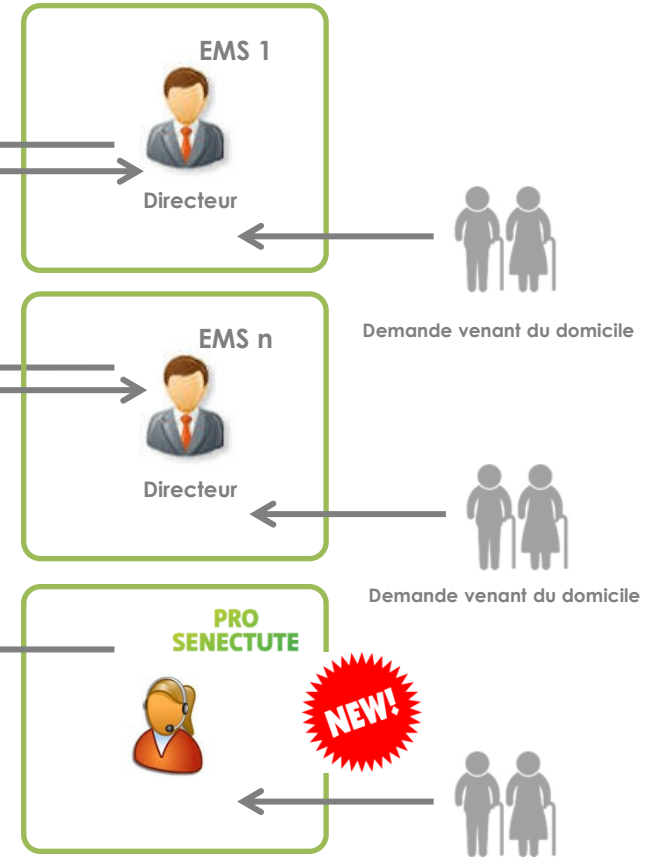 EMS 1
Directeur
Demande venant du domicile
EMS n
Directeur
Demande venant du domicile
PRO
SENECTUTE
NEW!